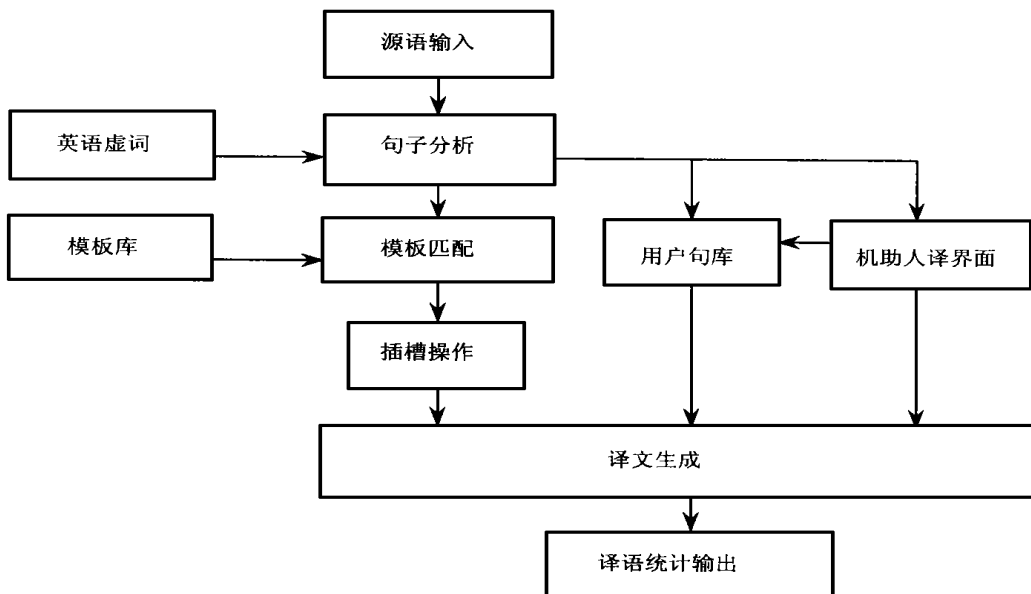 源语输入
英语虚词
句子分析
模板库
模板匹配
用户句库
机助人译界面
插槽操作
译文生成
译语统计输出